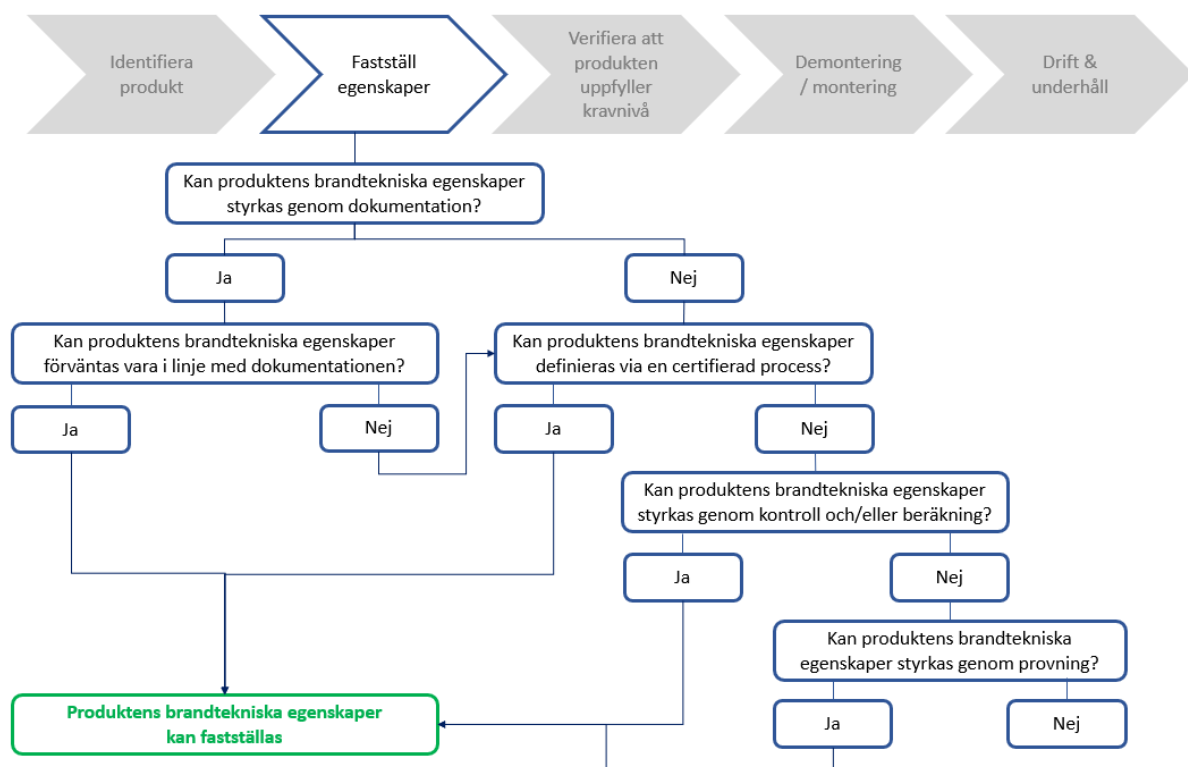 Identifiera
produkt
Fastställ
egenskaper
Verifiera att
produkten
uppfyller
kravnivå
Demontering
/ montering
Drift &
underhåll
Kan produktens brandtekniska egenskaper
styrkas genom dokumentation?
Ja
Nej
Kan produktens brandtekniska egenskaper
förväntas vara i linje med dokumentationen?
Kan produktens brandtekniska egenskaper
definieras via en certifierad process?
Ja
Nej
Ja
Nej
Kan produktens brandtekniska egenskaper
styrkas genom kontroll och/eller beräkning?
Ja
Nej
Kan produktens brandtekniska
egenskaper styrkas genom provning?
Produktens brandtekniska egenskaper
kan fastställas
Ja
Nej